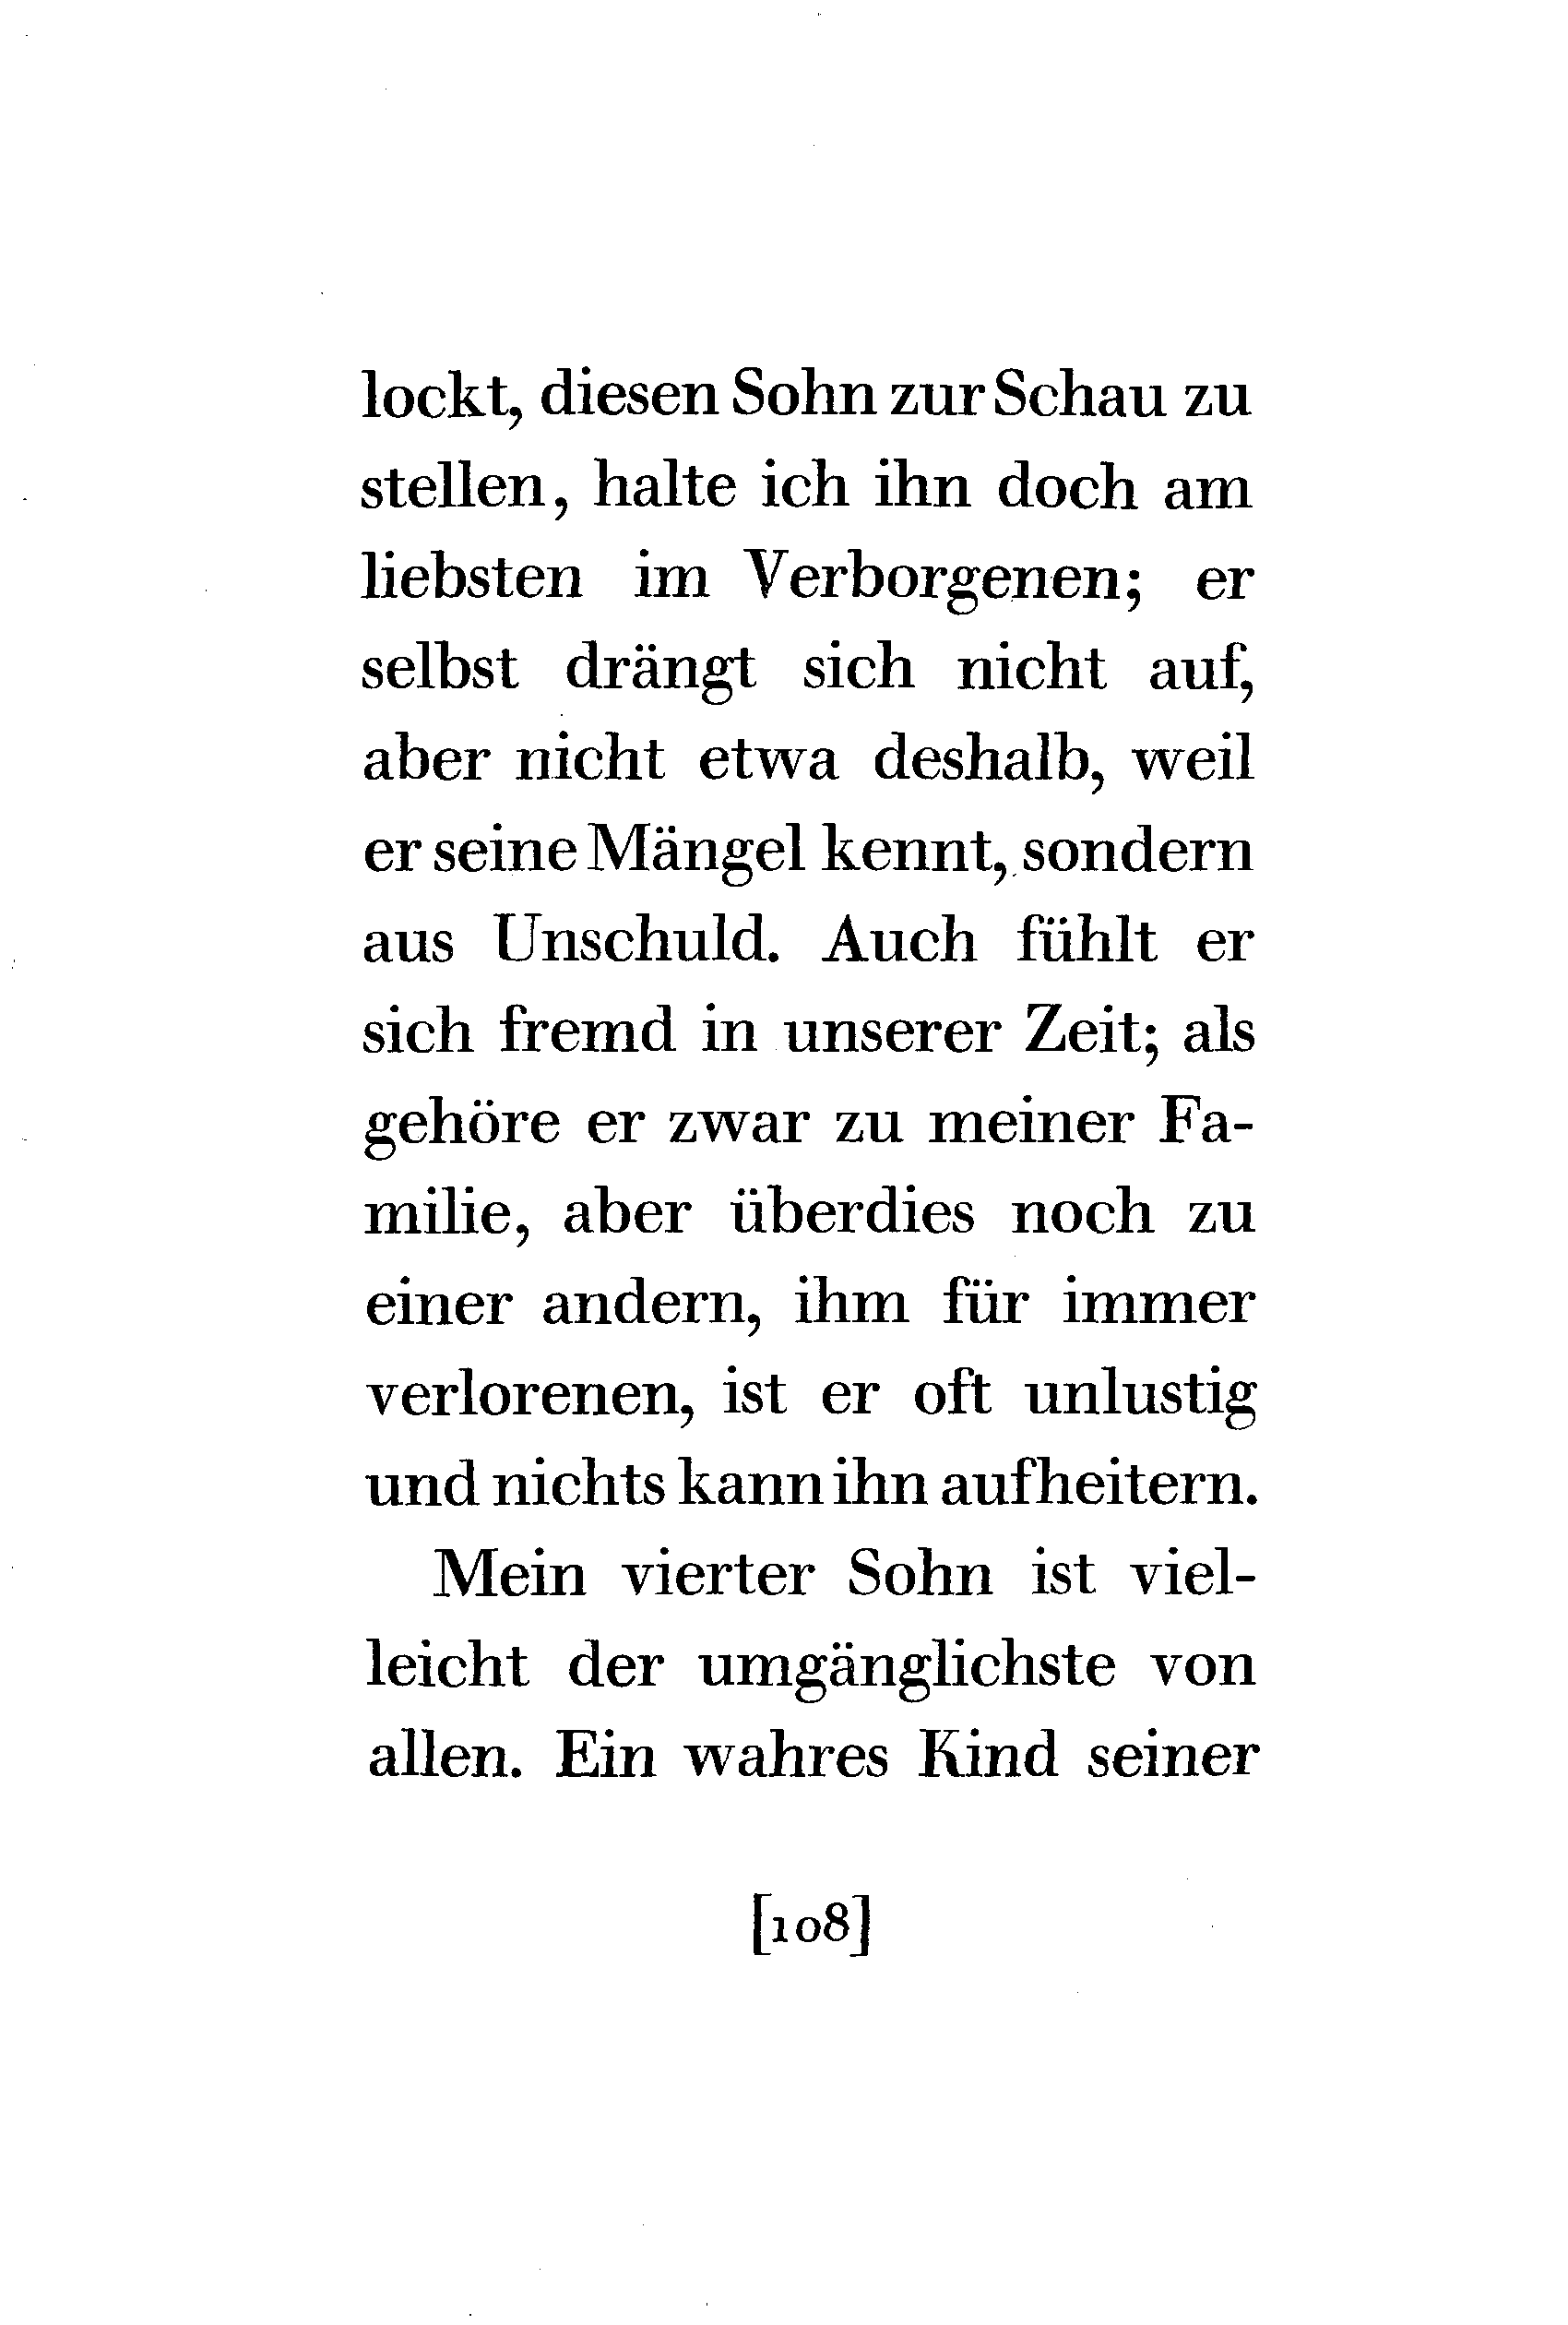 lockt, diesen Sohn zur Schau zu
stellen, halte ich ihn doch am
liebsten im Verborgenen; er
selbst drängt sich nicht auf,
aber nicht etwa deshalb, weil
er seine Mängel kennt, sondern
aus Unschuld. Auch fühlt er
sich fremd in unserer Zeit; als
gehöre er zwar zu meiner Fa-
milie, aber überdies noch zu
einer andern, ihm für immer
verlorenen, ist er oft unlustig
und nichts kann ihn aufheitern.
Mein vierter Sohn ist viel-
leicht der umgänglichste von
allen. Ein wahres Kind seiner
[108]